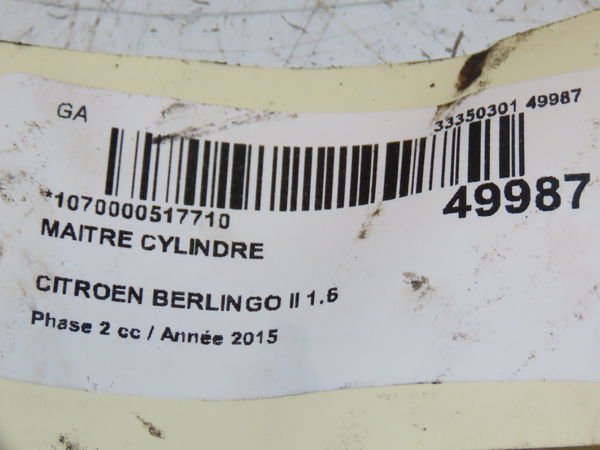 GA
33350301 49987
*1070000517710
49987
MAITRE CYLINDRE
CITROEN BERLINGO II 1.6
Phase 2 cc / Année 2015